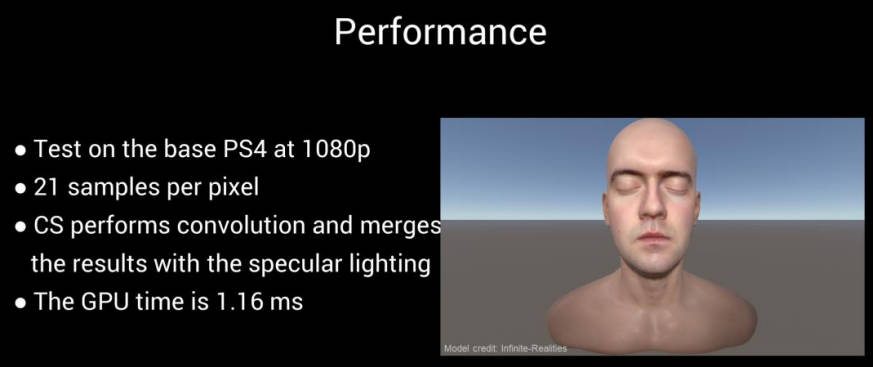 Performance
● Test on the base PS4 at 1080p
● 21 samples per pixel
● CS performs convolution and merges
the results with the specular lighting
● The GPU time is 1.16 ms
Model credit: Infinite-Realities